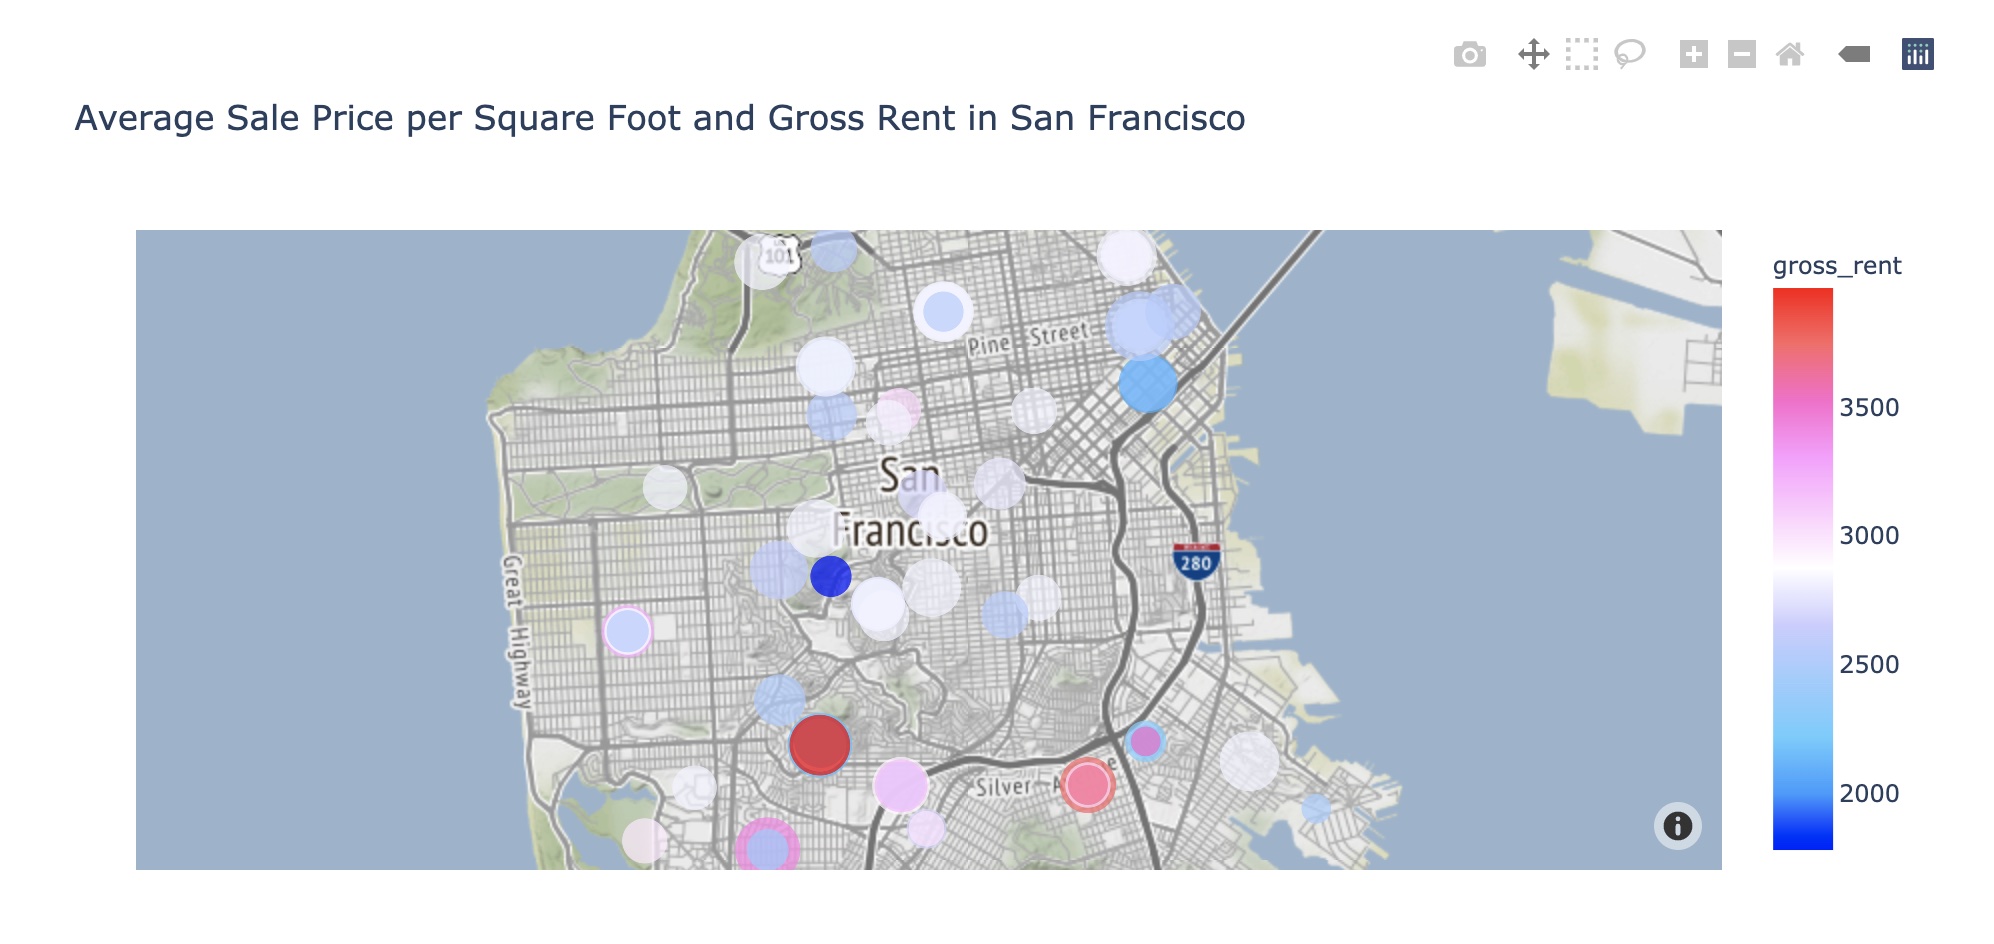 Average Sale Price per Square Foot and Gross Rent in San Francisco
gross_rent
101
Pine Street
3500
San
Francisco
3000
280
Great Highway
2500
Silver
2000